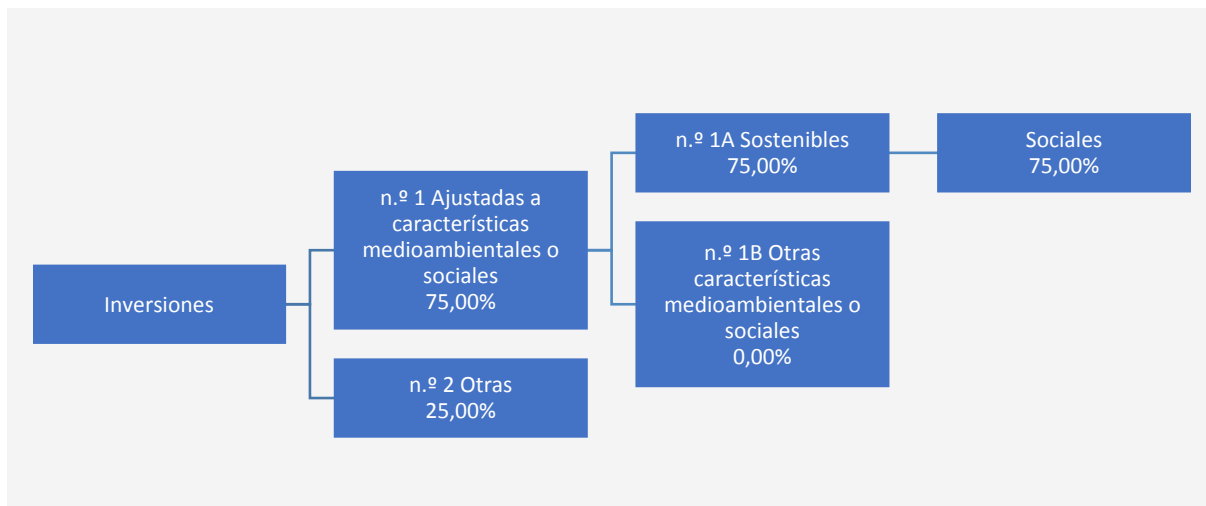 Inversiones
n.º 1 Ajustadas a
características
medioambientales o
sociales
75,00%
n.º 2 Otras
25,00%
n.º 1A Sostenibles
75,00%
n.º 1B Otras
características
medioambientales o
sociales
0,00%
Sociales
75,00%